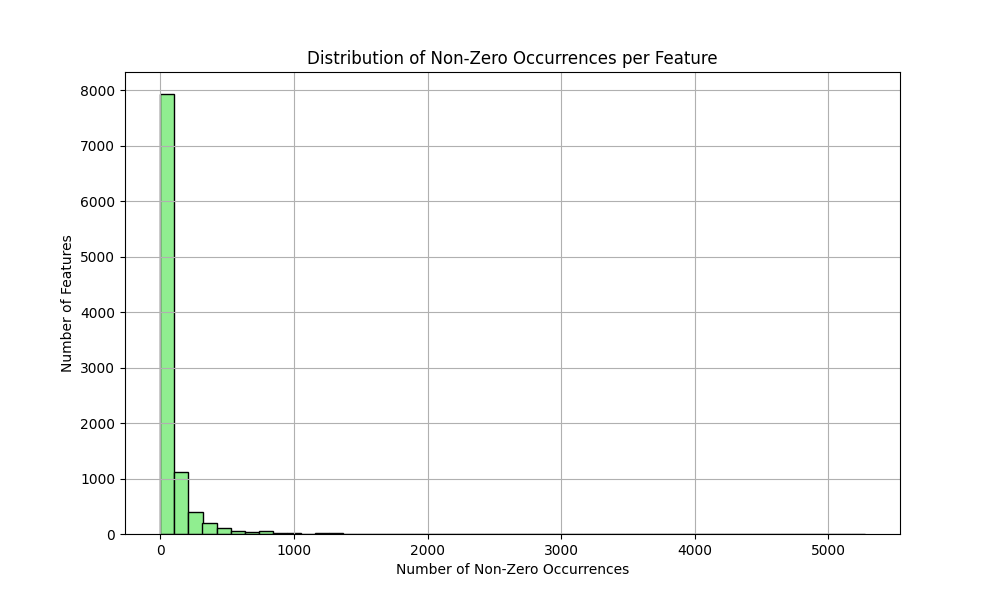 Distribution of Non-Zero Occurrences per Feature
8000
7000
6000
5000
4000
3000
2000
1000
0
Number of Features
0 1000 2000 3000 4000 5000
Number of Non-Zero Occurrences